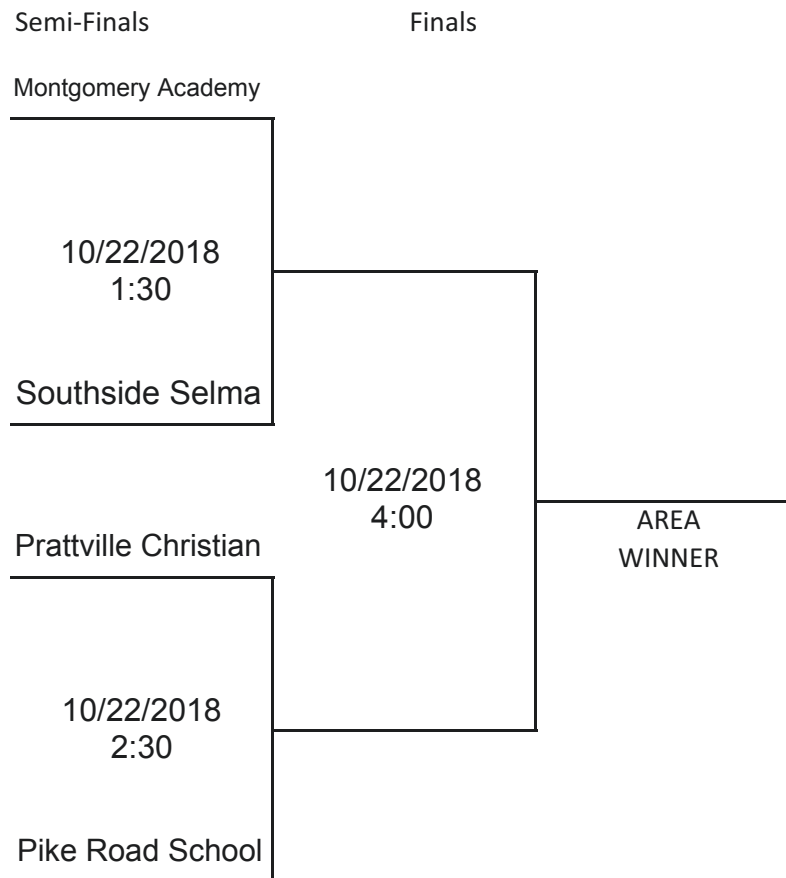 Semi-Finals
Finals
Montgomery Academy
10/22/2018
1:30
Southside Selma
10/22/2018
4:00
AREA
WINNER
Prattville Christian
10/22/2018
2:30
Pike Road School